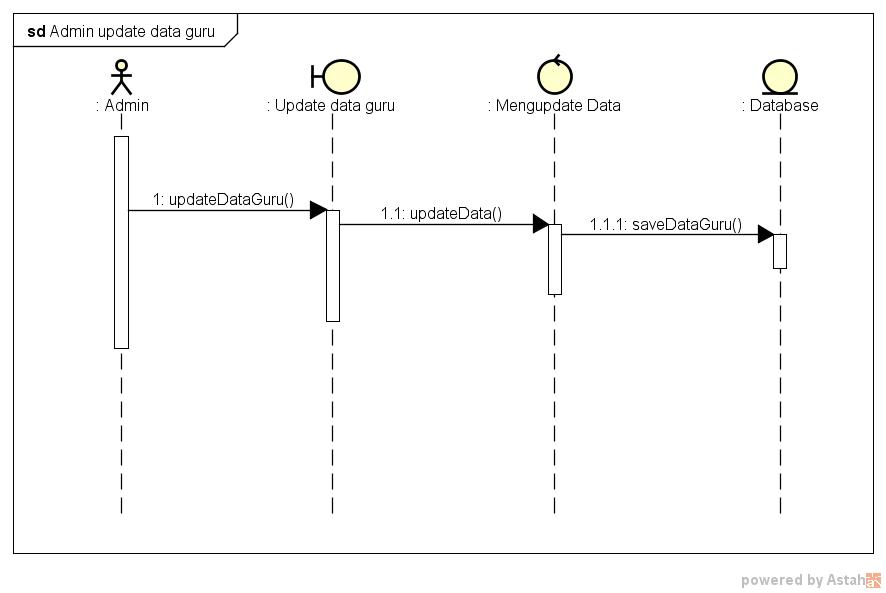 sd Admin update data guru
: Admin
: Update data guru
: Mengupdate Data
: Database
1: updateDataGuru()
1.1: updateData()
1.1.1: saveDataGuru()
powered by Astah